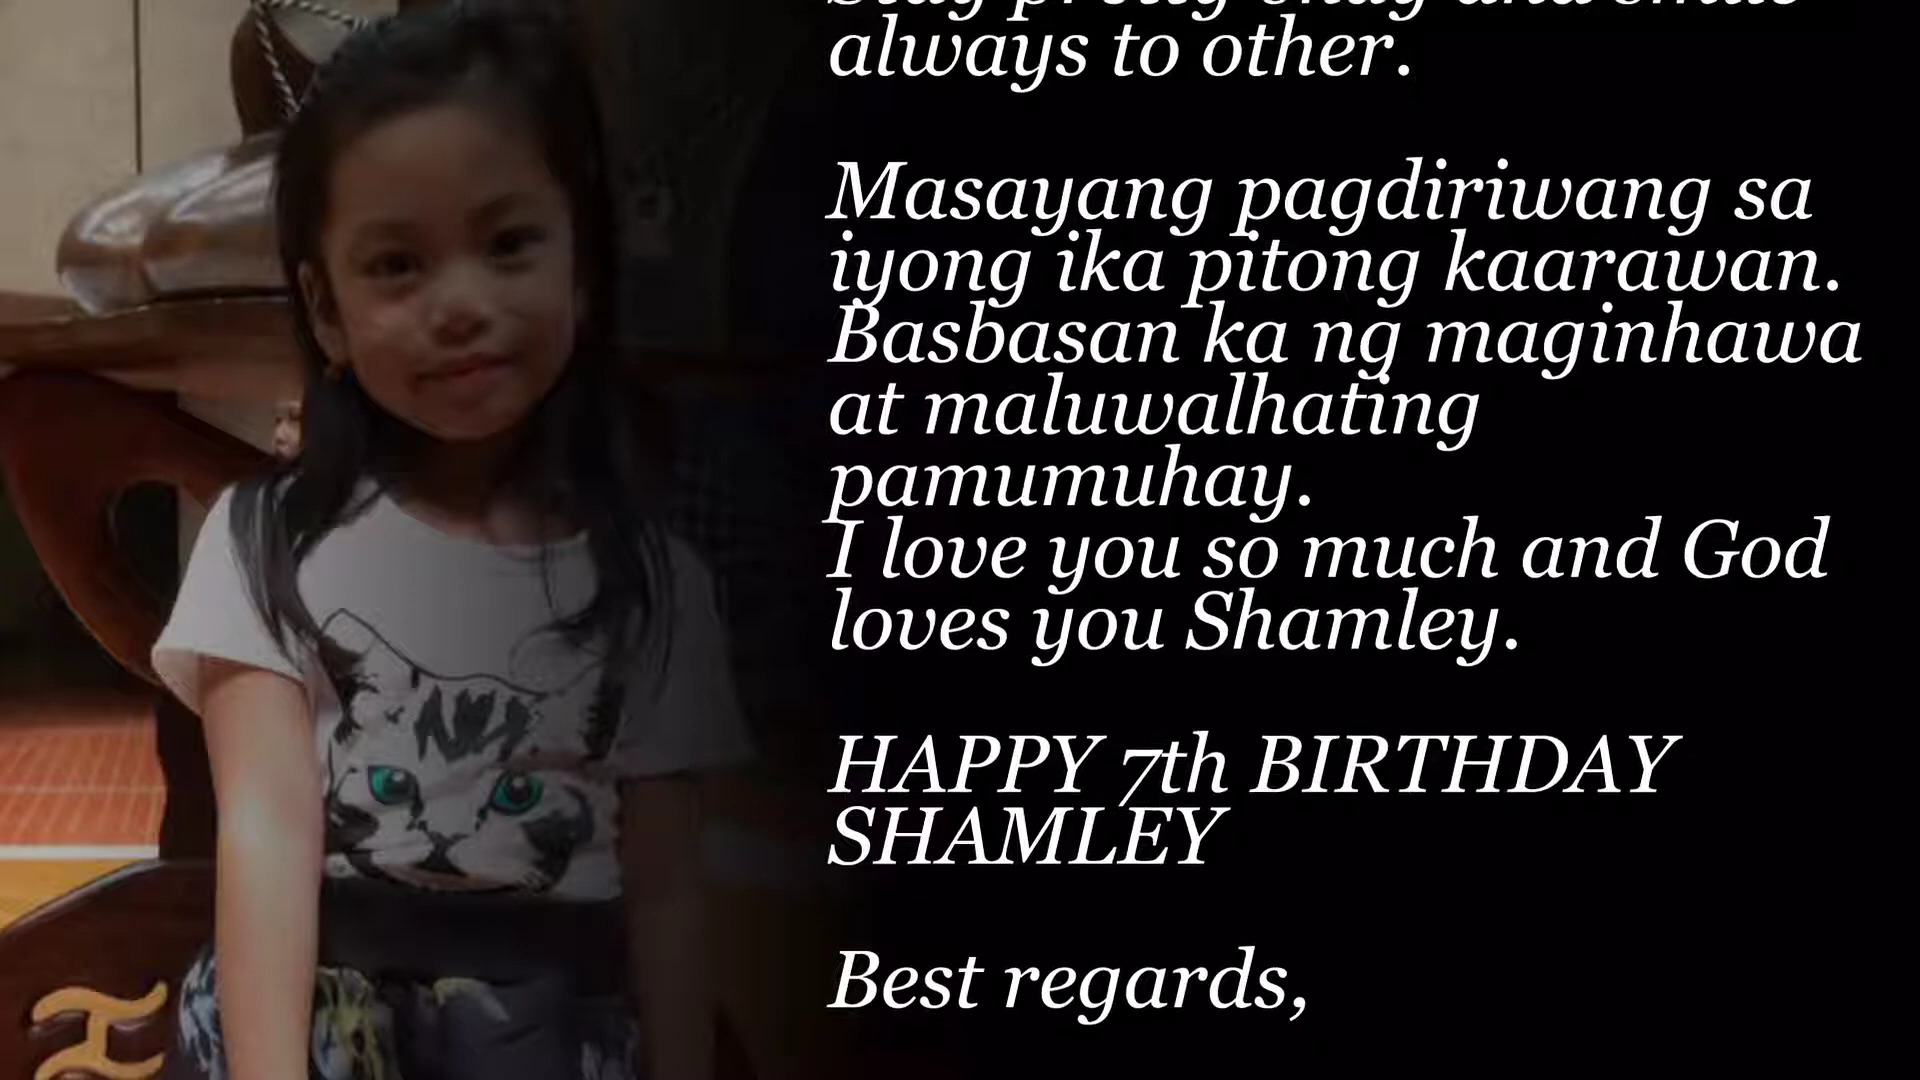 always to other.
Masayang pagdiriwang sa
iyong ika pitong kaarawan.
Basbasan ka ng maginhawa
at maluwalhating
pamumuhay.
I love you so much and God
loves you Shamley.
HAPPY 7th BIRTHDAY
SHAMLEY
Best regards,